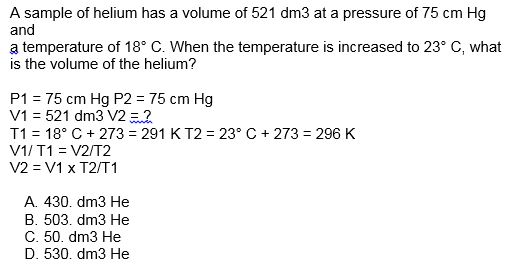 A sample of helium has a volume of 521 dm3 at a pressure of 75 cm Hg
and
a temperature of 18° C. When the temperature is increased to 23° C, what
is the volume of the helium?
P1 = 75 cm Hg P2 = 75 cm Hg
V1 = 521 dm3 V2 = ?
T1 = 18° C + 273 = 291 K T2 = 23° C + 273 = 296 K
V1/ T1 = V2/T2
V2 = V1 x T2/T1
A. 430. dm3 He
B. 503. dm3 He
C. 50. dm3 He
D. 530. dm3 He